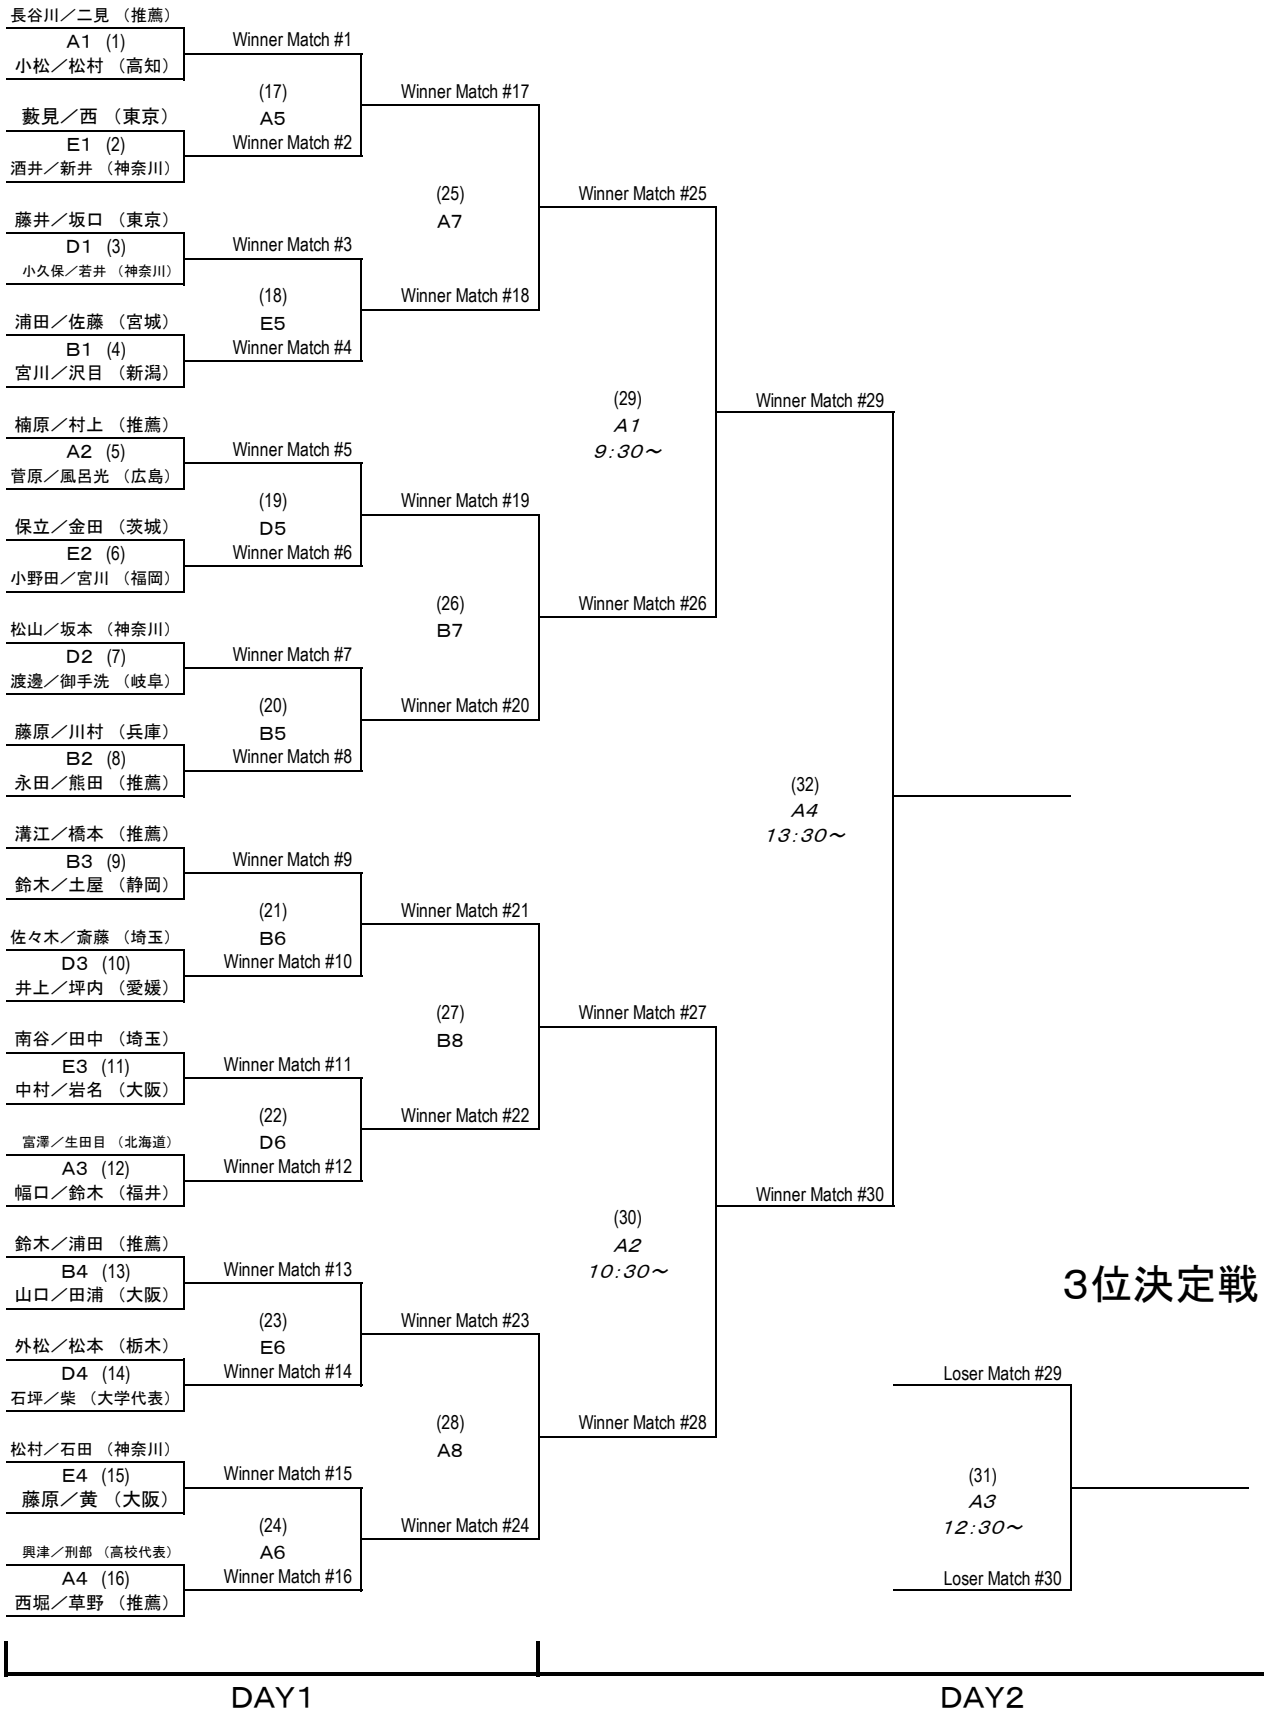 長谷川／二見 （推薦）
A1 (1)
小松／松村 （高知）
藪見／西 （東京）
E1 (2)
酒井／新井 （神奈川）
藤井／坂口 （東京）
D1 (3)
小久保／若井 （神奈川）
浦田／佐藤 （宮城）
B1 (4)
宮川／沢目 （新潟）
楠原／村上 （推薦）
A2 (5)
菅原／風呂光 （広島）
保立／金田 （茨城）
E2 (6)
小野田／宮川 （福岡）
松山／坂本 （神奈川）
D2 (7)
渡邊／御手洗 （岐阜）
藤原／川村 （兵庫）
B2 (8)
永田／熊田 （推薦）
溝江／橋本 （推薦）
B3 (9)
鈴木／土屋 （静岡）
佐々木／斎藤 （埼玉）
D3 (10)
井上／坪内 （愛媛）
南谷／田中 （埼玉）
E3 (11)
中村／岩名 （大阪）
富澤／生田目 （北海道）
A3 (12)
幅口／鈴木 （福井）
鈴木／浦田 （推薦）
B4 (13)
山口／田浦 （大阪）
外松／松本 （栃木）
D4 (14)
石坪／柴 （大学代表）
松村／石田 （神奈川）
E4 (15)
藤原／黄 （大阪）
興津／刑部 （高校代表）
A4 (16)
西堀／草野 （推薦）
Winner Match #1
(17)
A5
Winner Match #2
Winner Match #3
(18)
E5
Winner Match #4
Winner Match #5
(19)
D5
Winner Match #6
Winner Match #7
(20)
B5
Winner Match #8
Winner Match #9
(21)
B6
Winner Match #10
Winner Match #11
(22)
D6
Winner Match #12
Winner Match #13
(23)
E6
Winner Match #14
Winner Match #15
(24)
A6
Winner Match #16
Winner Match #17
(25)
A7
Winner Match #18
Winner Match #19
(26)
B7
Winner Match #20
Winner Match #21
(27)
B8
Winner Match #22
Winner Match #23
(28)
A8
Winner Match #24
Winner Match #25
(29)
A1
9:30～
Winner Match #26
Winner Match #27
(30)
A2
10:30～
Winner Match #28
Winner Match #29
(32)
A4
13:30～
Winner Match #30
3位決定戦
Loser Match #29
(31)
A3
12:30～
Loser Match #30
DAY1
DAY2